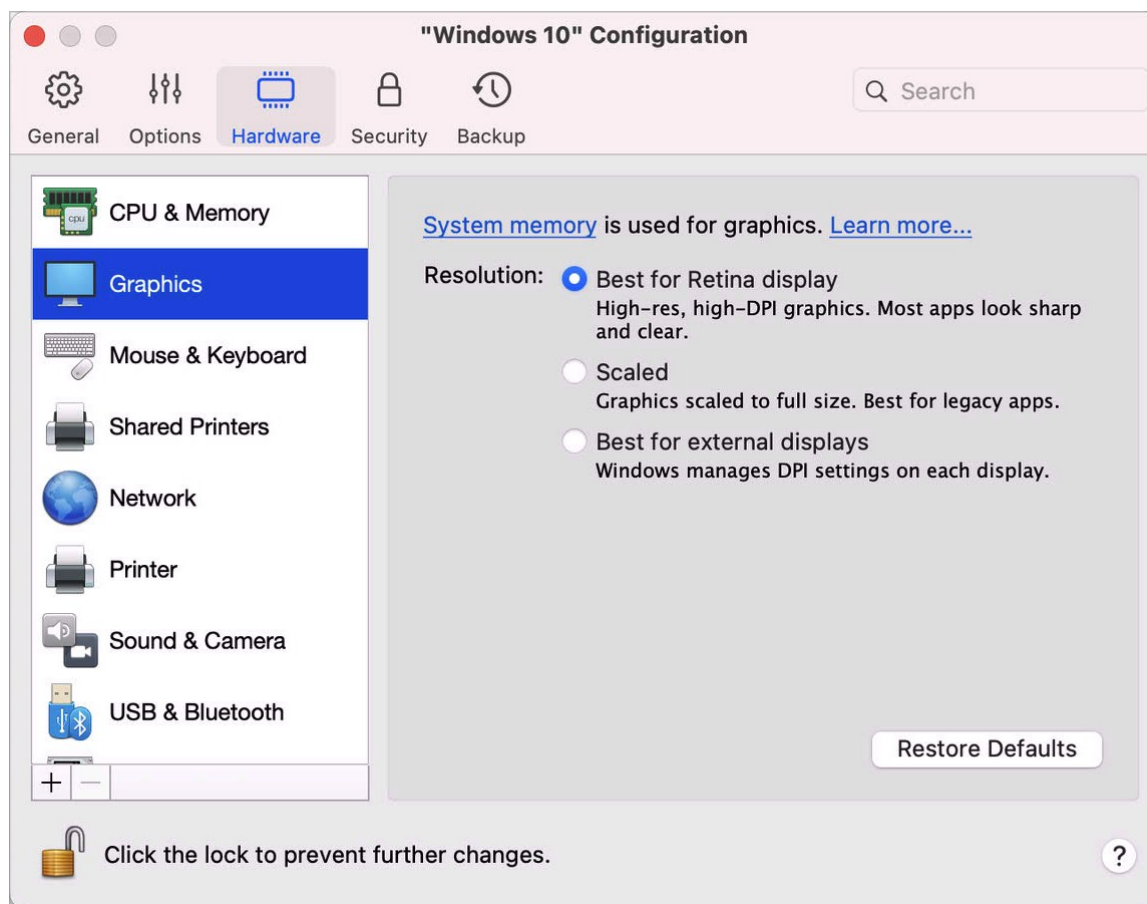 "Windows 10" Configuration
General
Options
Hardware
Security
Backup
Search
CPU & Memory
cpu
Graphics
Mouse & Keyboard
Shared Printers
Network
Printer
Sound & Camera
USB & Bluetooth
System memory is used for graphics. Learn more...
Resolution:
Best for Retina display
High-res, high-DPI graphics. Most apps look sharp
and clear.
Scaled
Graphics scaled to full size. Best for legacy apps.
Best for external displays
Windows manages DPI settings on each display.
Restore Defaults
+
−
Click the lock to prevent further changes.
?